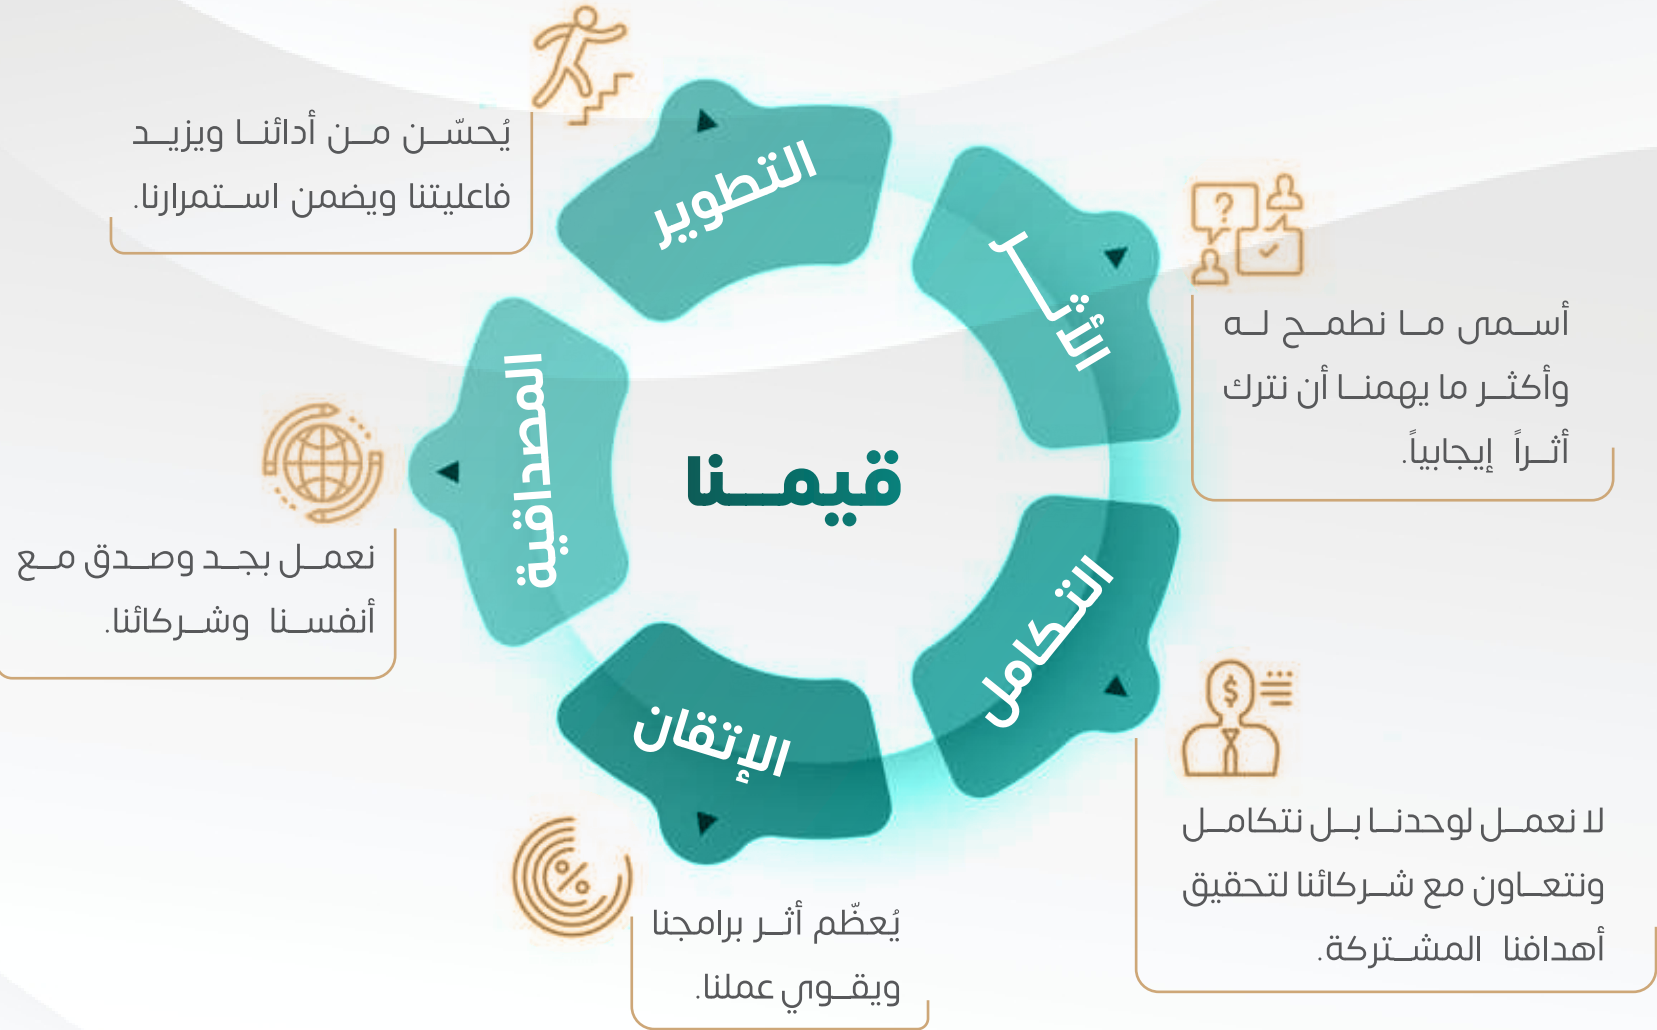 قيمنا
الأثر
أسمى ما نطمح له
وأكثر ما يهمنا أن نترك
أثراً إيجابياً.
التكامل
لا نعمل لوحدنا بل نتكامل
ونتعاون مع شركائنا لتحقيق
أهدافنا المشتركة.
الإتقان
يُعظّم أثر برامجنا
ويقوي عملنا.
المصداقية
نعمل بجد وصدق مع
أنفسنا وشركائنا.
التطوير
يُحسّن من أدائنا ويزيد
فاعليتنا ويضمن استمرارنا.